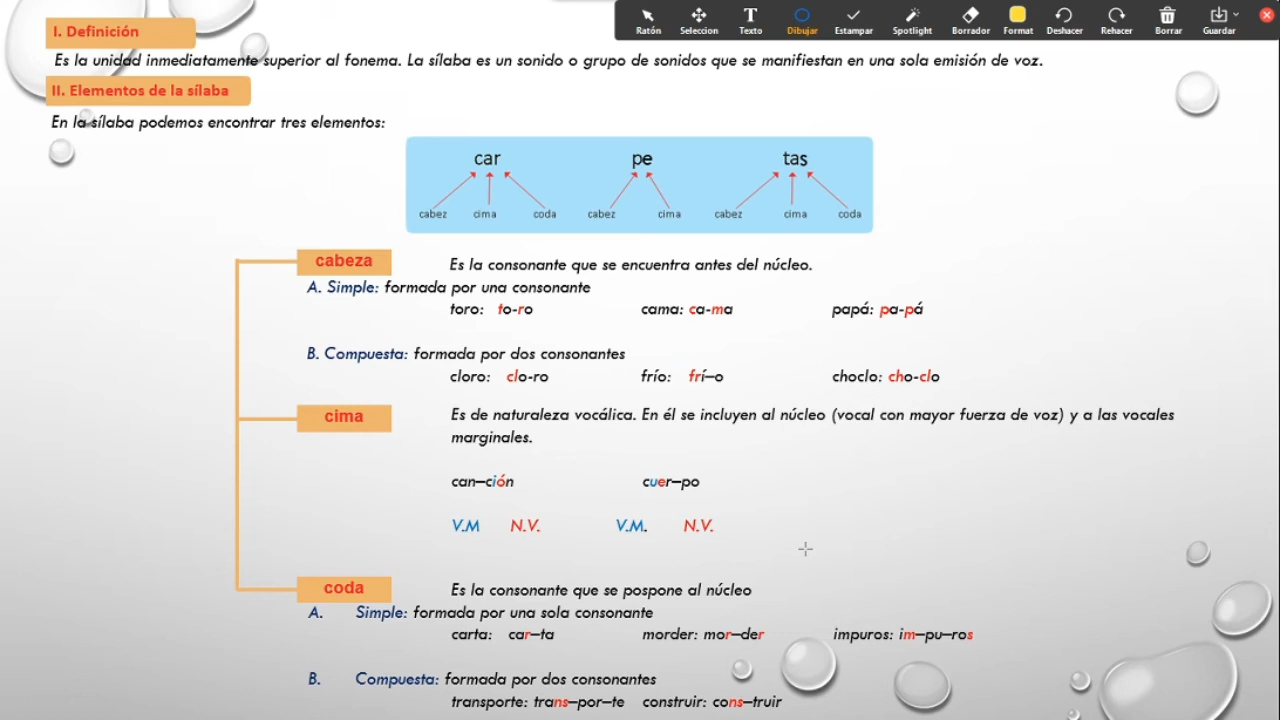 Ratón Seleccion Texto Dibujar Estampar Spotlight Borrador Format Deshacer Rehacer Borrar Guardar
I. Definición
Es la unidad inmediatamente superior al fonema. La sílaba es un sonido o grupo de sonidos que se manifiestan en una sola emisión de voz.
II. Elementos de la sílaba
En la sílaba podemos encontrar tres elementos:
car pe tas
cabez cima coda cabez cima cabez cima coda
cabeza Es la consonante que se encuentra antes del núcleo.
A. Simple: formada por una consonante
toro: to-ro cama: ca-ma papá: pa-pá
B. Compuesta: formada por dos consonantes
cloro: clo-ro frío: frí–o choclo: cho-clo
cima Es de naturaleza vocálica. En él se incluyen al núcleo (vocal con mayor fuerza de voz) y a las vocales
marginales.
can–ción cuer–po
V.M N.V. V.M. N.V.
coda Es la consonante que se pospone al núcleo
A. Simple: formada por una sola consonante
carta: car–ta morder: mor–der impuros: im–pu–ros
B. Compuesta: formada por dos consonantes
transporte: trans–por–te construir: cons–truir